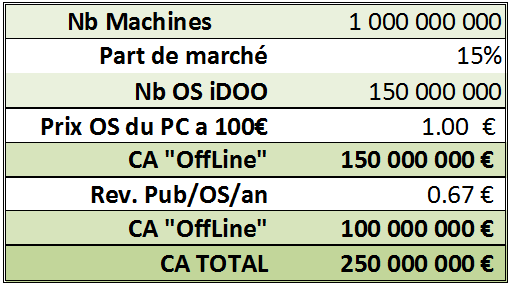 Nb Machines 1 000 000 000
Part de marché 15%
Nb OS iDOO 150 000 000
Prix OS du PC a 100€ 1.00 €
CA "OffLine" 150 000 000 €
Rev. Pub/OS/an 0.67 €
CA "OffLine" 100 000 000 €
CA TOTAL 250 000 000 €